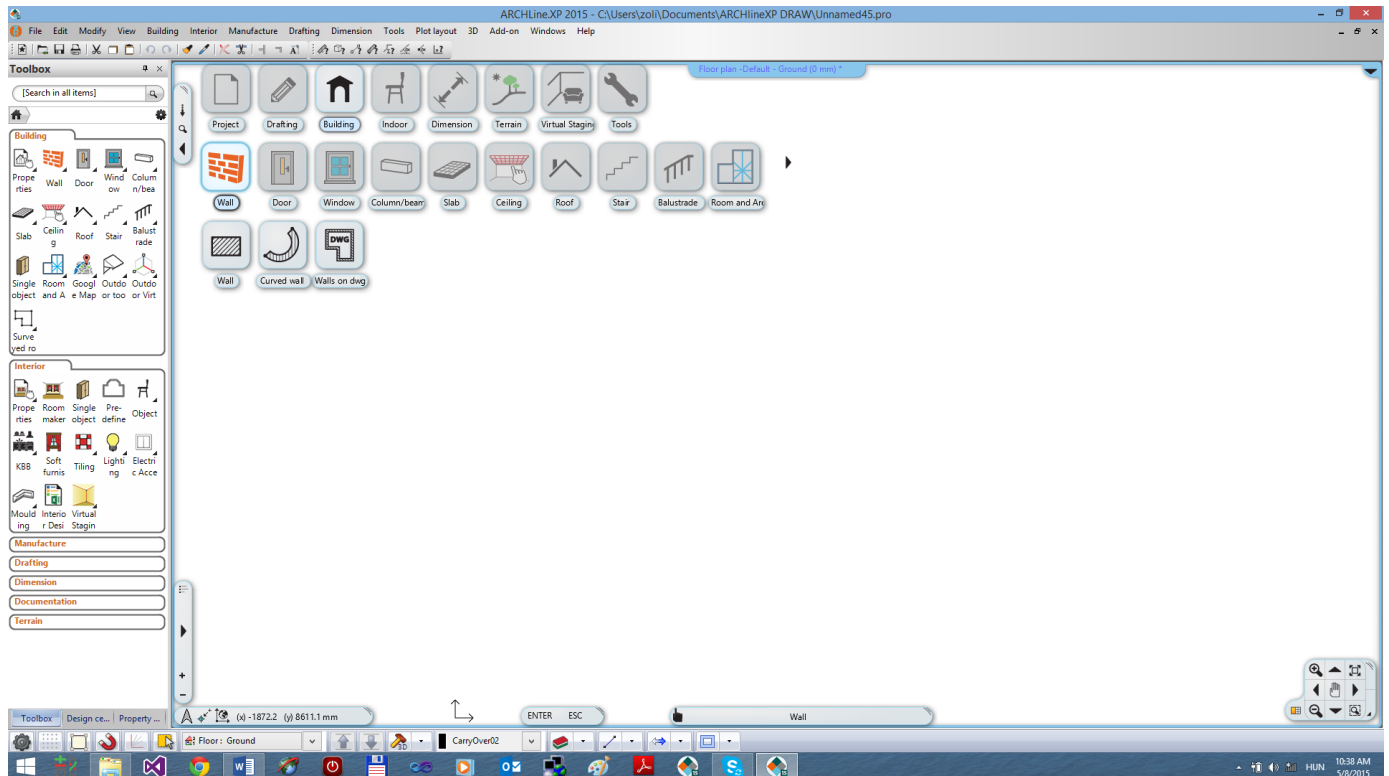 ARCHLine.XP 2015 - C:\Users\zoli\Documents\ARCHlineXP DRAW\Unnamed45.pro
File Edit Modify View Building Interior Manufacture Drafting Dimension Tools Plot layout 3D Add-on Windows Help
Toolbox
[Search in all items]
Building
Prope
rties
Wall
Door
Wind
ow
Colum
n/bea
Slab
Ceilin
g
Roof
Stair
Balust
rade
Single
object
Room
and A
Googl
e Map
Outdo
or too
Outdo
or Virt
Surve
yed ro
Interior
Prope
rties
Room
maker
Single
object
Pre-
define
Object
KBB
Soft
furnis
Tiling
Lighti
ng
Electri
c Acce
Mould
ing
Interio
r Desi
Virtual
Stagin
Manufacture
Drafting
Dimension
Documentation
Terrain
Toolbox Design ce... Property ...
Floor plan -Default - Ground (0 mm) *
Project Drafting Building Indoor Dimension Terrain Virtual Staging Tools
Wall Door Window Column/beam Slab Ceiling Roof Stair Balustrade Room and Are
DWG
Wall Curved wall Walls on dwg
(x) -1872.2 (y) 8611.1 mm
ENTER ESC
Wall
Floor : Ground
3D
CarryOver02
HUN
10:38 AM
5/8/2015